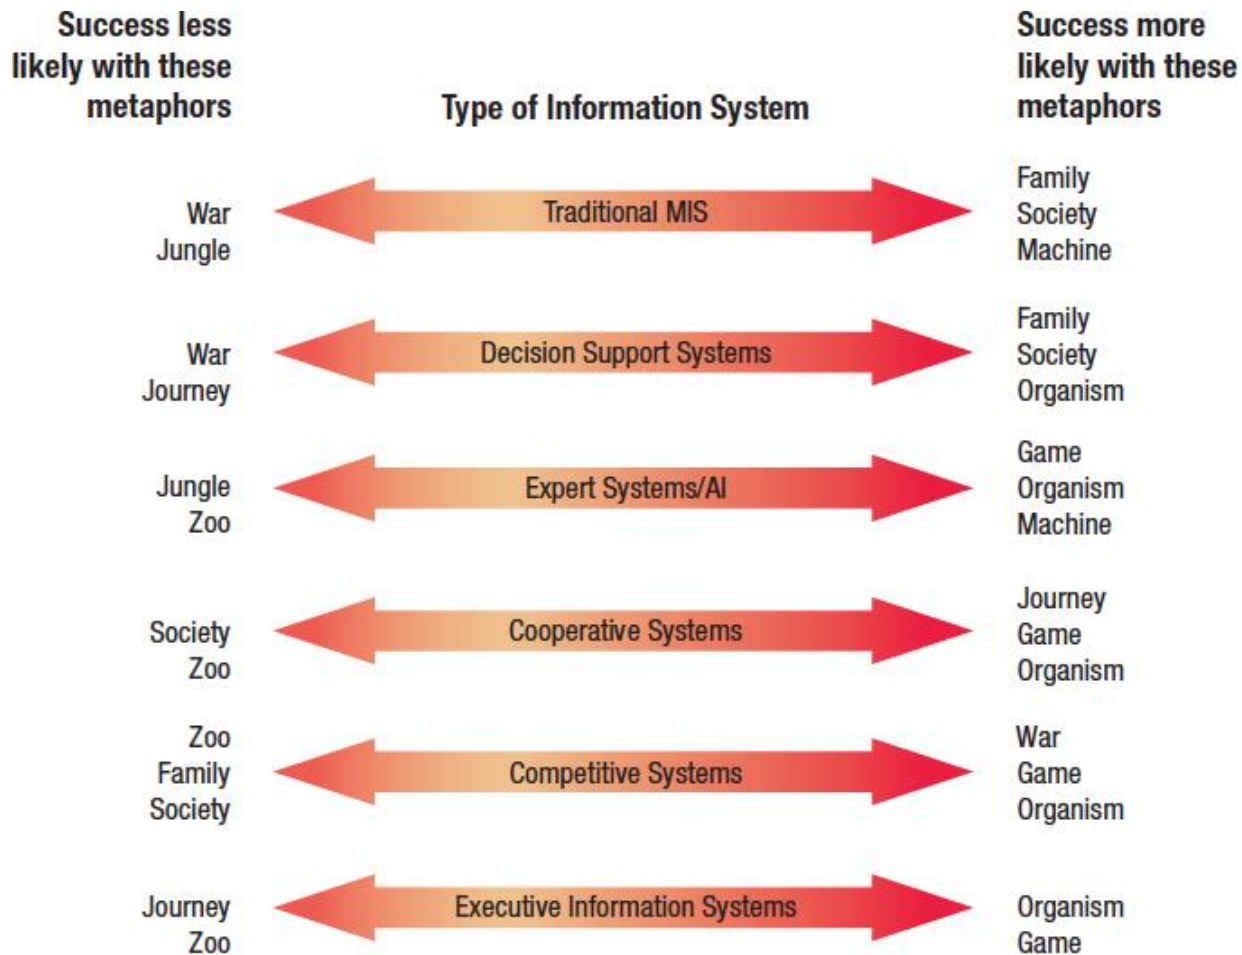 Success less
likely with these
metaphors
Type of Information System
Success more
likely with these
metaphors
War
Jungle
Traditional MIS
Family
Society
Machine
War
Journey
Decision Support Systems
Family
Society
Organism
Jungle
Zoo
Expert Systems/AI
Game
Organism
Machine
Society
Zoo
Cooperative Systems
Journey
Game
Organism
Zoo
Family
Society
Competitive Systems
War
Game
Organism
Journey
Zoo
Executive Information Systems
Organism
Game